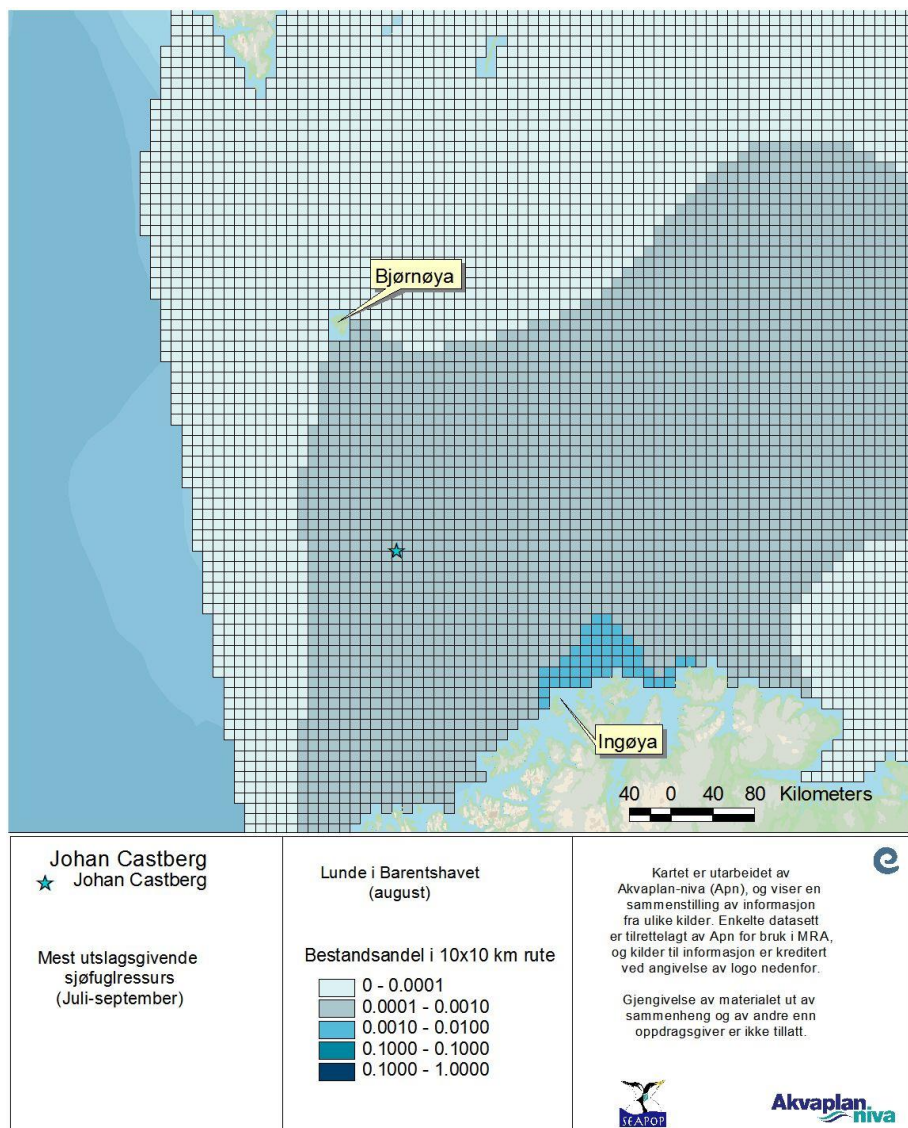 Bjørnøya
Ingøya
40 0 40 80 Kilometers
Johan Castberg
Johan Castberg
Mest utslagsgivende
sjøfuglressurs
(Juli-september)
Lunde i Barentshavet
(august)
Bestandsandel i 10x10 km rute
0 - 0.0001
0.0001 - 0.0010
0.0010 - 0.0100
0.1000 - 0.1000
0.1000 - 1.0000
Kartet er utarbeidet av
Akvaplan-niva (Apn), og viser en
sammenstilling av informasjon
fra ulike kilder. Enkelte datasett
er tilrettelagt av Apn for bruk i MRA,
og kilder til informasjon er kreditert
ved angivelse av logo nedenfor.
Gjengivelse av materialet ut av
sammenheng og av andre enn
oppdragsgiver er ikke tillatt.
SEAPOP
Akvaplan
niva